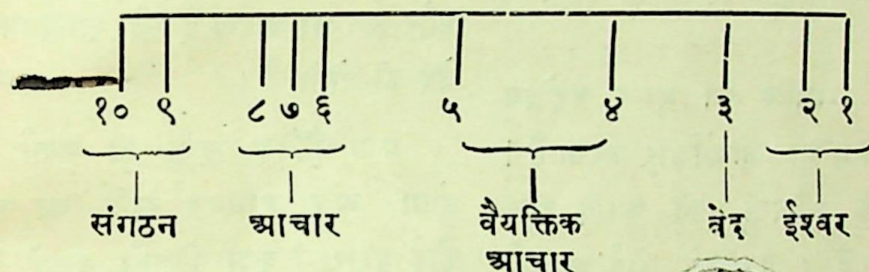 १० ९ ८ ७ ६ ५ ४ ३ २ १
संगठन आचार वैयक्तिक वेद ईश्वर
आचार